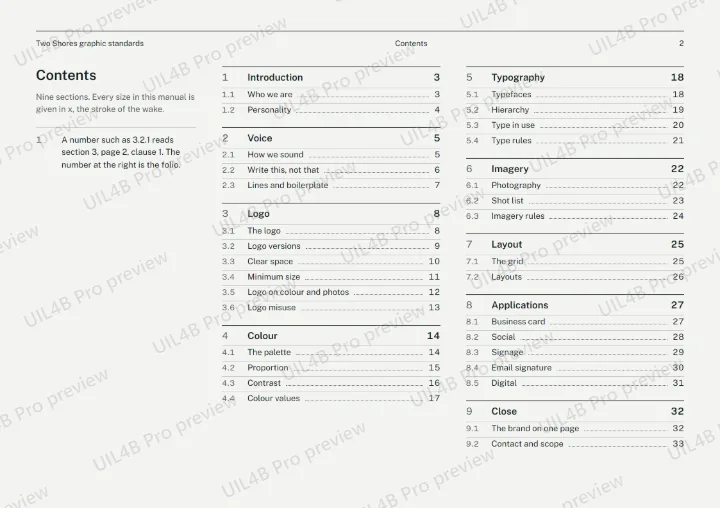 Two Shores graphic standards
Contents
2
Contents
Nine sections. Every size in this manual is
given in x, the stroke of the wake.
1 A number such as 3.2.1 reads
section 3, page 2, clause 1. The
number at the right is the folio.
1 Introduction 3
1.1 Who we are 3
1.2 Personality 4
2 Voice 5
2.1 How we sound 5
2.2 Write this, not that 6
2.3 Lines and boilerplate 7
3 Logo 8
3.1 The logo 8
3.2 Logo versions 9
3.3 Clear space 10
3.4 Minimum size 11
3.5 Logo on colour and photos 12
3.6 Logo misuse 13
4 Colour 14
4.1 The palette 14
4.2 Proportion 15
4.3 Contrast 16
4.4 Colour values 17
5 Typography 18
5.1 Typefaces 18
5.2 Hierarchy 19
5.3 Type in use 20
5.4 Type rules 21
6 Imagery 22
6.1 Photography 22
6.2 Shot list 23
6.3 Imagery rules 24
7 Layout 25
7.1 The grid 25
7.2 Layouts 26
8 Applications 27
8.1 Business card 27
8.2 Social 28
8.3 Signage 29
8.4 Email signature 30
8.5 Digital 31
9 Close 32
9.1 The brand on one page 32
9.2 Contact and scope 33
UIL4B Pro preview